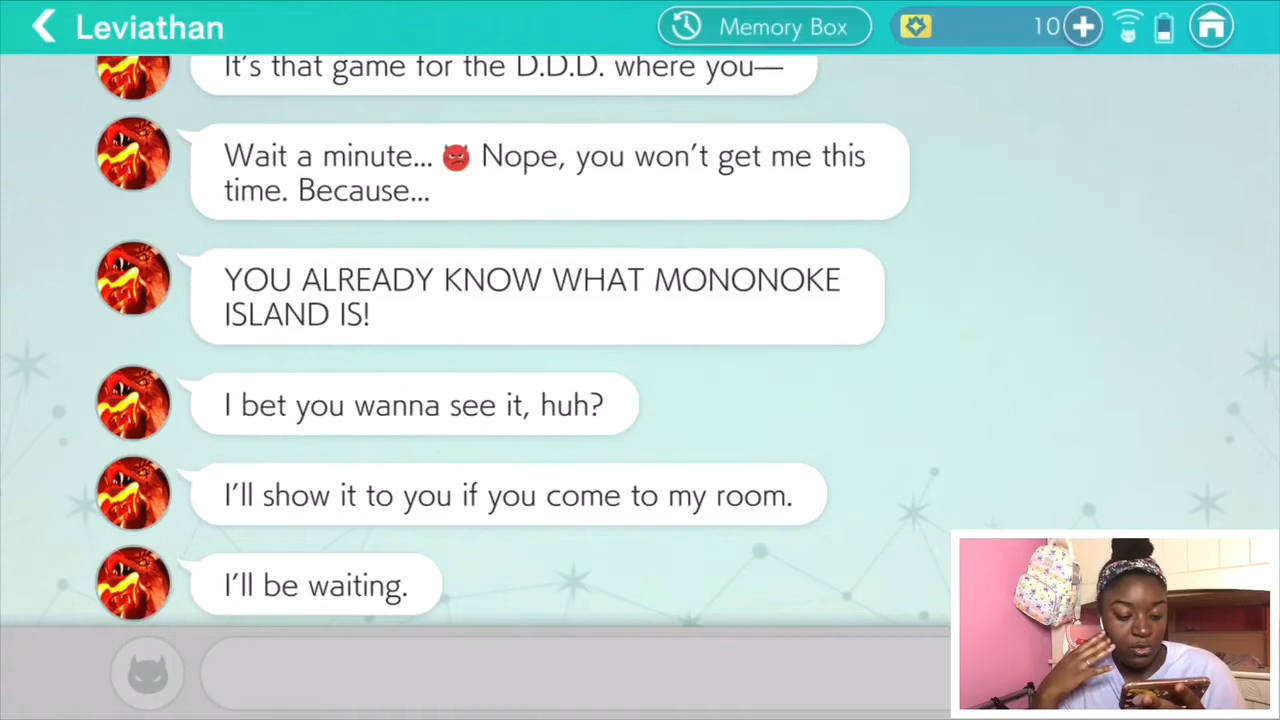 Leviathan
Memory Box
10
It's that game for the D.D.D. where you—
Wait a minute... Nope, you won't get me this
time. Because...
YOU ALREADY KNOW WHAT MONONOKE
ISLAND IS!
I bet you wanna see it, huh?
I'll show it to you if you come to my room.
I'll be waiting.